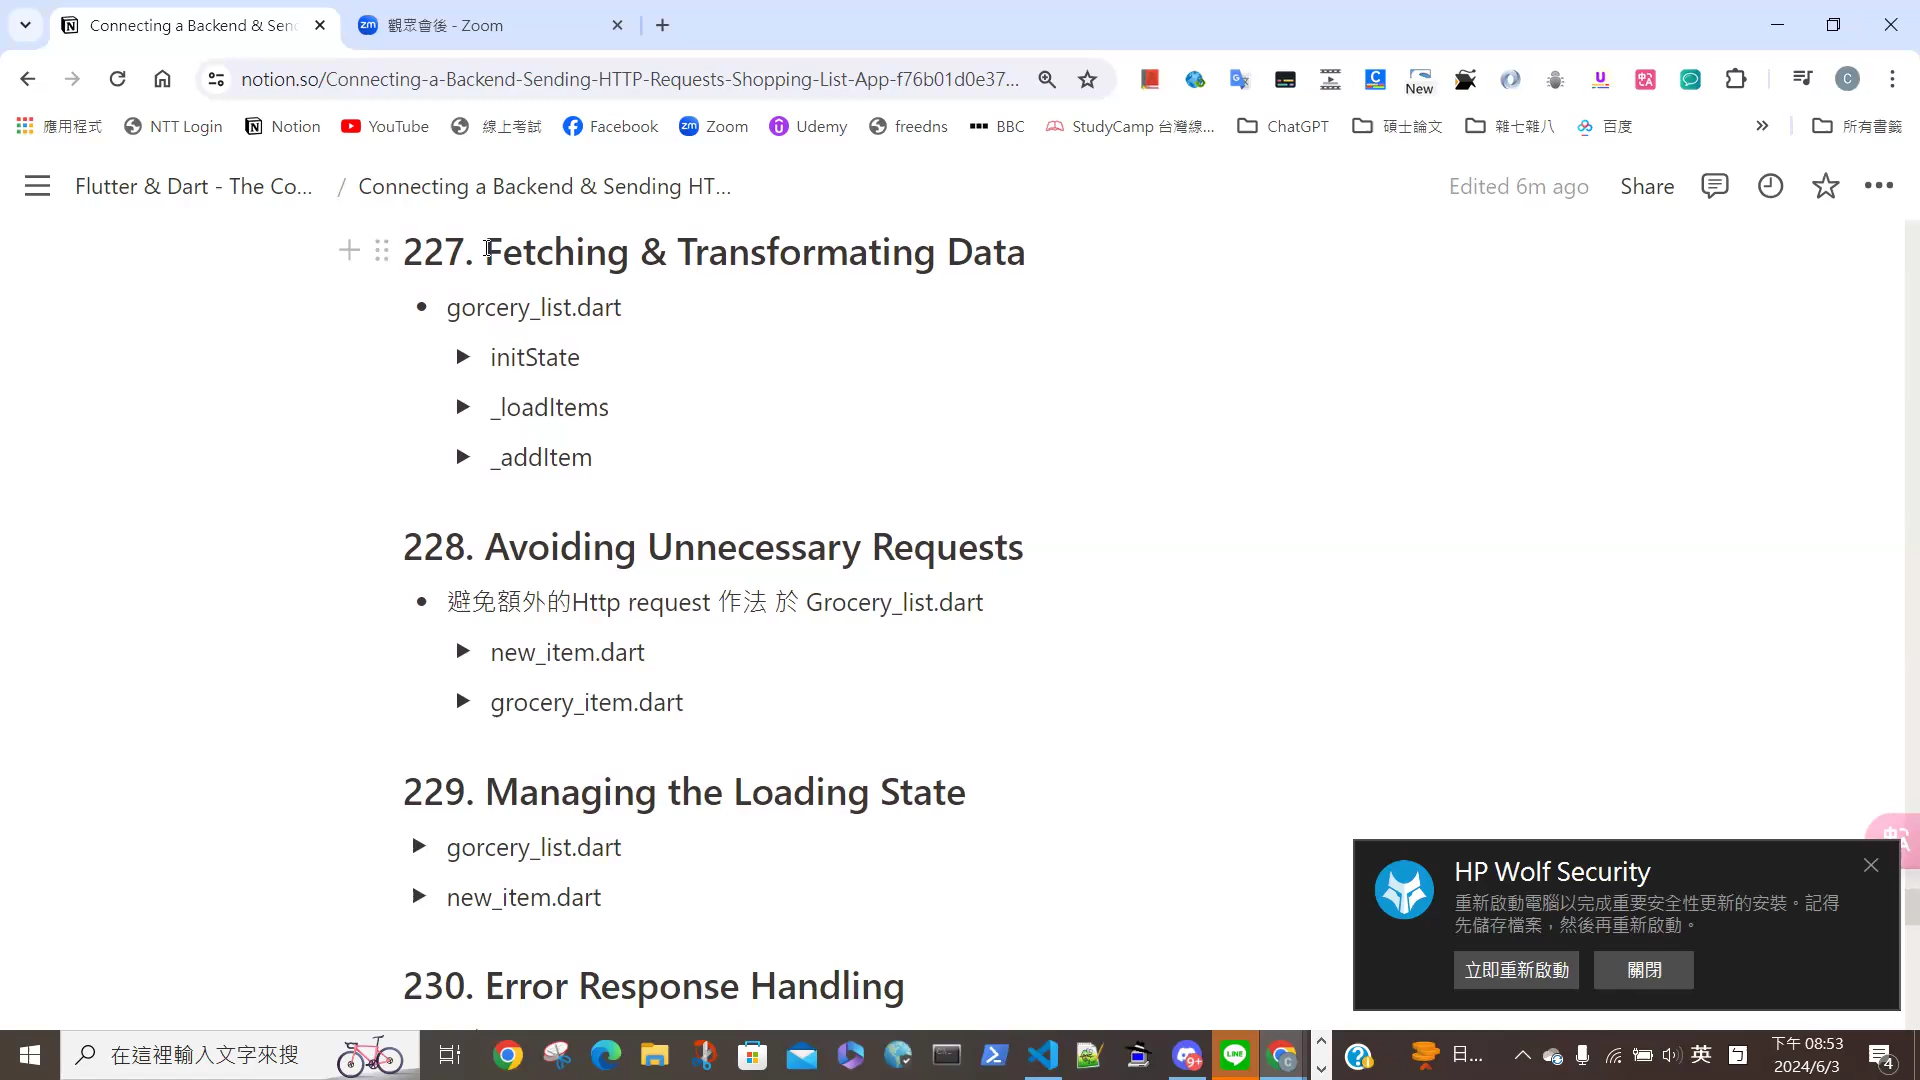 Connecting a Backend & Sen
zm 觀眾會後 - Zoom
notion.so/Connecting-a-Backend-Sending-HTTP-Requests-Shopping-List-App-f76b01d0e37...
New
C
應用程式 NTT Login Notion YouTube 線上考試 Facebook zm Zoom Udemy freedns BBC StudyCamp 台灣線... ChatGPT 碩士論文 雜七雜八 百度 所有書籤
Flutter & Dart - The Co... / Connecting a Backend & Sending HT...
Edited 6m ago Share
227. Fetching & Transformating Data
gorcery_list.dart
initState
_loadItems
_addItem
228. Avoiding Unnecessary Requests
避免額外的Http request 作法 於 Grocery_list.dart
new_item.dart
grocery_item.dart
229. Managing the Loading State
gorcery_list.dart
new_item.dart
230. Error Response Handling
HP Wolf Security
重新啟動電腦以完成重要安全性更新的安裝。記得
先儲存檔案，然後再重新啟動。
立即重新啟動 關閉
在這裡輸入文字來搜
LINE
日... 英
下午 08:53
2024/6/3
4